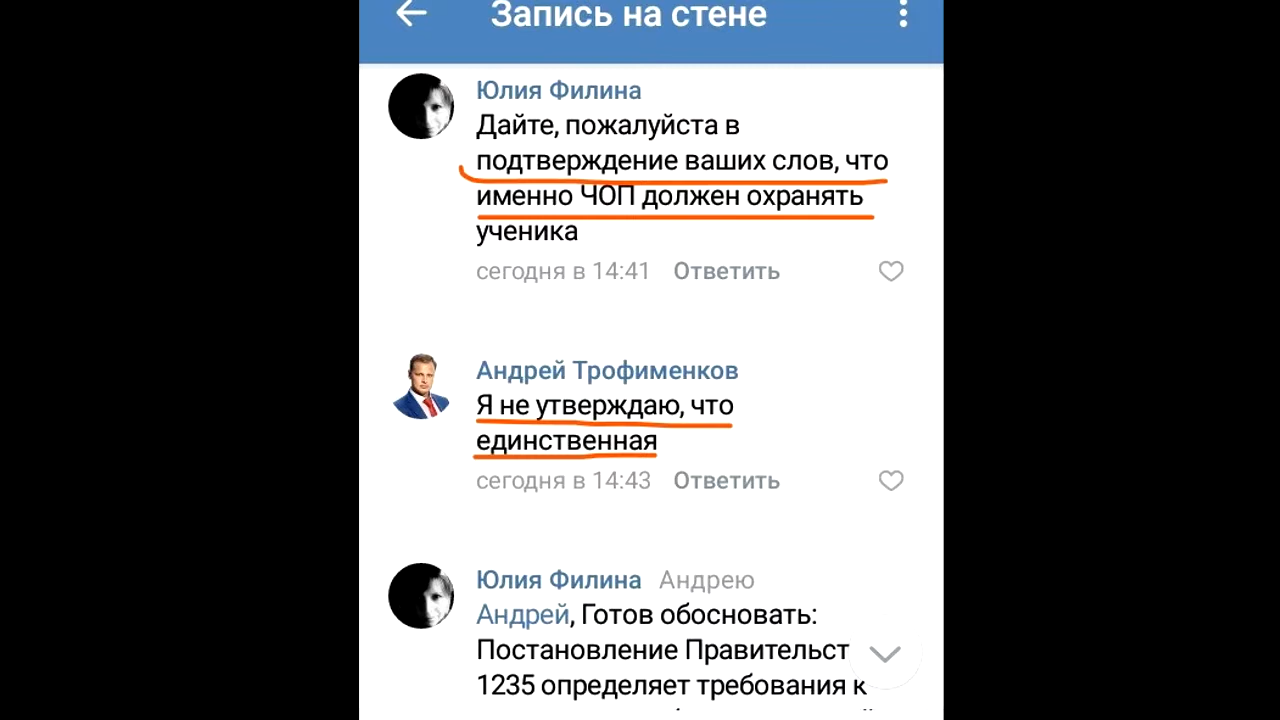 Запись на стене
Юлия Филина
Дайте, пожалуйста в
подтверждение ваших слов, что
именно ЧОП должен охранять
ученика
сегодня в 14:41 Ответить
Андрей Трофименков
Я не утверждаю, что
единственная
сегодня в 14:43 Ответить
Юлия Филина Андрею
Андрей, Готов обосновать:
Постановление Правительст
1235 определяет требования к